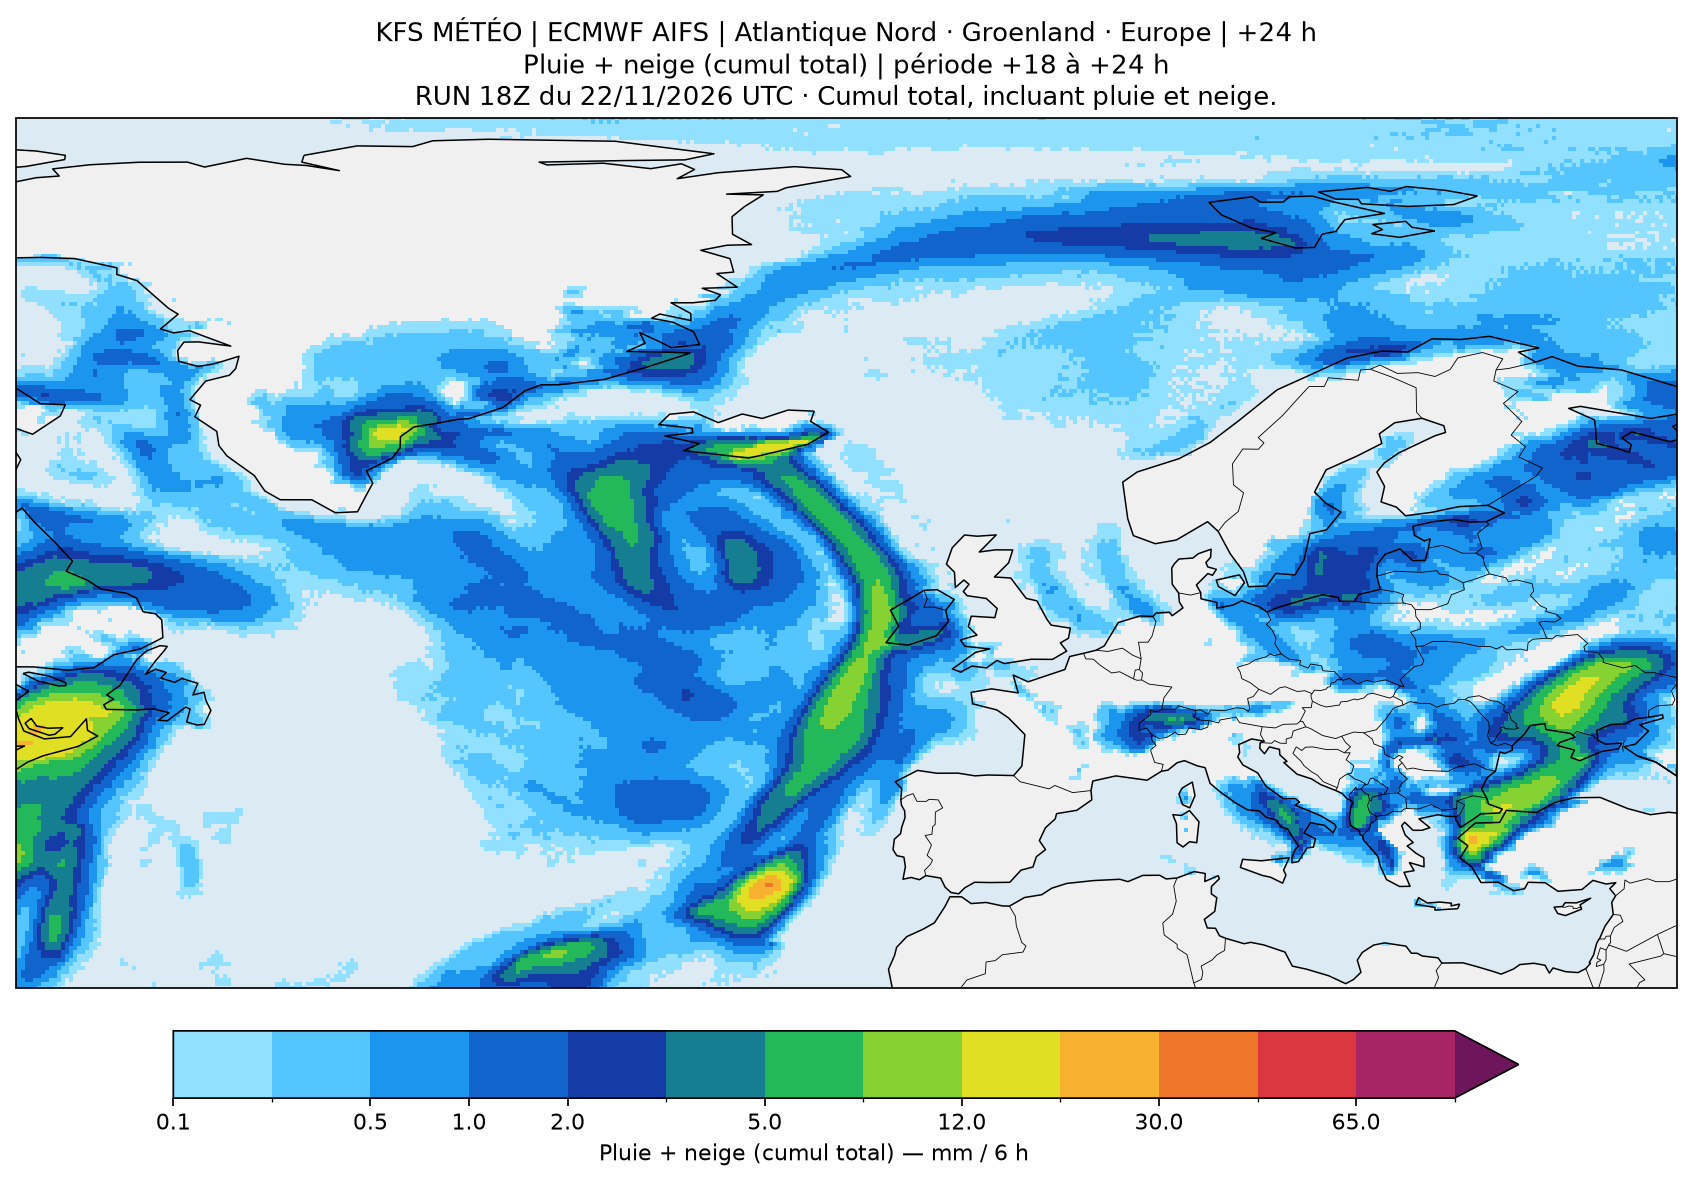 KFS MÉTÉO | ECMWF AIFS | Atlantique Nord · Groenland · Europe | +24 h
Pluie + neige (cumul total) | période +18 à +24 h
RUN 18Z du 22/11/2026 UTC · Cumul total, incluant pluie et neige.
0.1 0.5 1.0 2.0 5.0 12.0 30.0 65.0
Pluie + neige (cumul total) — mm / 6 h